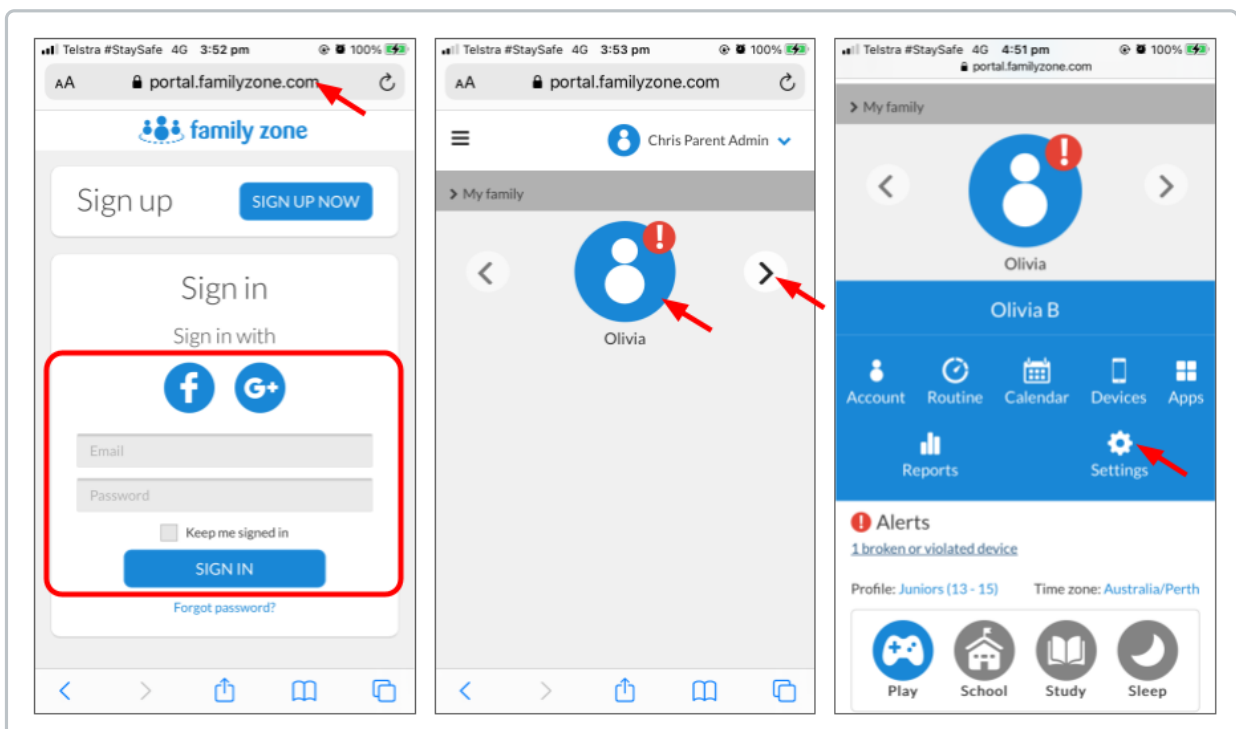 Telstra #StaySafe 4G 3:52 pm 100%
AA portal.familyzone.com
family zone
Sign up
SIGN UP NOW
Sign in
Sign in with
f G+
Email
Password
Keep me signed in
SIGN IN
Forgot password?
Telstra #StaySafe 4G 3:53 pm 100%
AA portal.familyzone.com
Chris Parent Admin
> My family
!
Olivia
Telstra #StaySafe 4G 4:51 pm 100%
portal.familyzone.com
> My family
!
Olivia
Olivia B
Account Routine Calendar Devices Apps
Reports Settings
! Alerts
1 broken or violated device
Profile: Juniors (13 - 15) Time zone: Australia/Perth
Play School Study Sleep